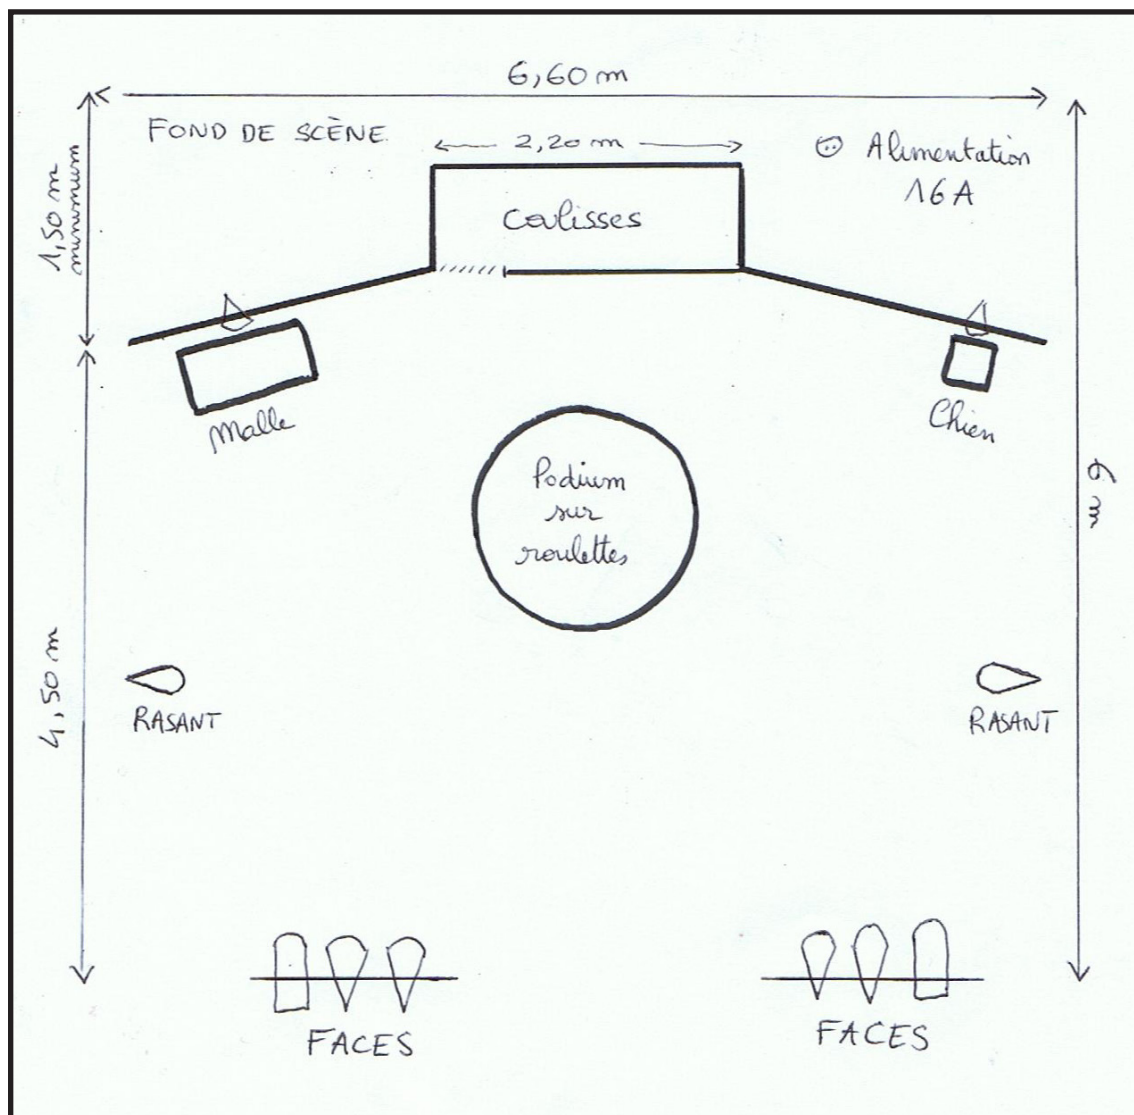 6,60 m
FOND DE SCÈNE
2,20 m
Alimentation
16A
1,50 m
minimum
Coulisses
Malle
Chien
Podium
sur
roulettes
6 m
4,50 m
RASANT
RASANT
FACES
FACES